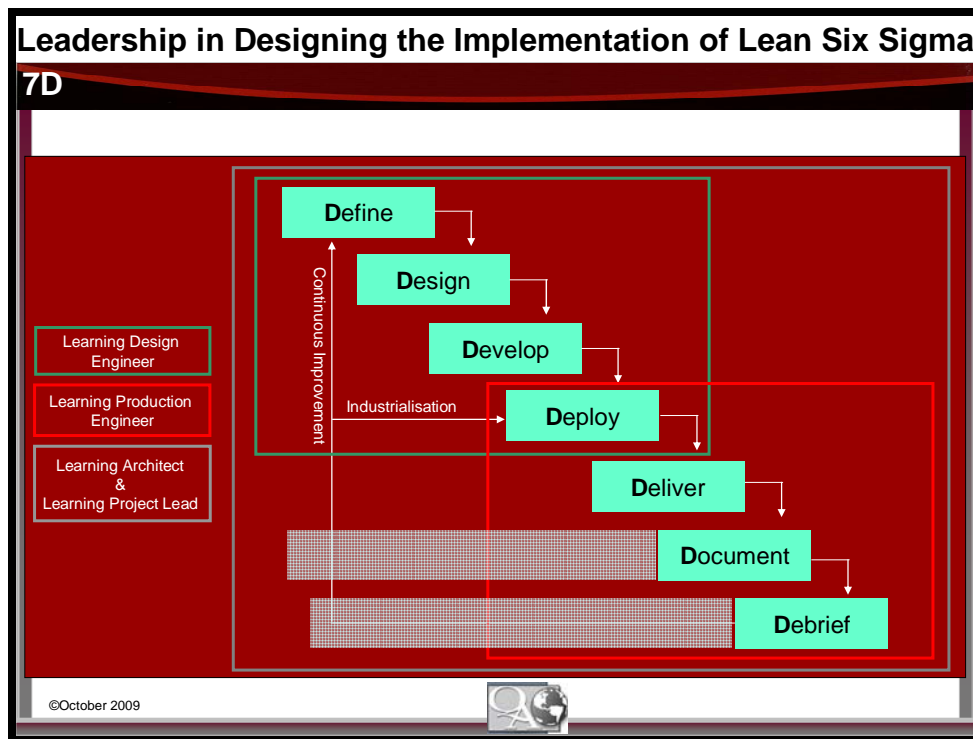 Leadership in Designing the Implementation of Lean Six Sigma
7D
Define
Design
Develop
Deploy
Deliver
Document
Debrief
Continuous Improvement
Industrialisation
Learning Design
Engineer
Learning Production
Engineer
Learning Architect
&
Learning Project Lead
©October 2009